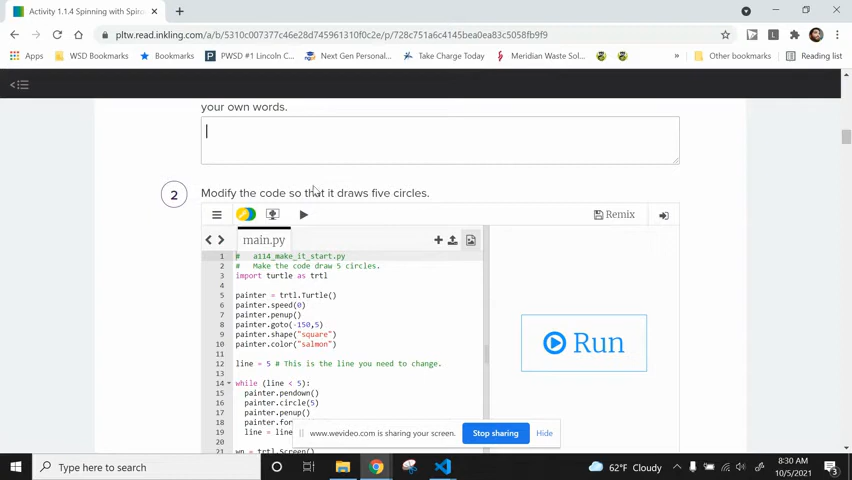 Activity 1.1.4 Spinning with Spir
pltw.read.inkling.com/a/b/5310c007377c46e28d745961310f0c2e/p/728c751a6c4145bea0ea83c5058fb9f9
Apps WSD Bookmarks Bookmarks PWSD #1 Lincoln C... Next Gen Personal... Take Charge Today Meridian Waste Sol... » Other bookmarks Reading list
your own words.
2 Modify the code so that it draws five circles.
Remix
main.py
1 # a114_make_it_start.py
2 # Make the code draw 5 circles.
3 import turtle as trtl
4
5 painter = trtl.Turtle()
6 painter.speed(0)
7 painter.penup()
8 painter.goto(-150,5)
9 painter.shape("square")
10 painter.color("salmon")
11
12 line = 5 # This is the line you need to change.
13
14 while (line < 5):
15 painter.pendown()
16 painter.circle(5)
17 painter.penup()
18 painter.for
19 line = line
20
21 wn = trtl.Screen()
Run
www.wevideo.com is sharing your screen. Stop sharing Hide
Type here to search
62°F Cloudy
8:30 AM
10/5/2021
3